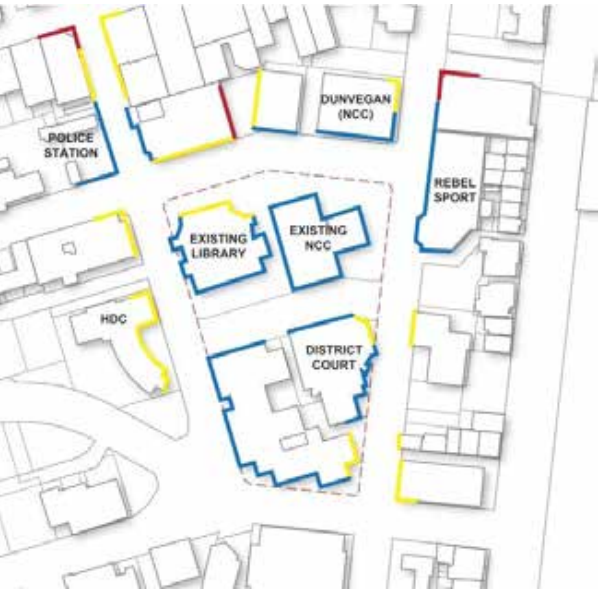 DUNVEGAN
(NCC)
POLICE
STATION
REBEL
SPORT
EXISTING
LIBRARY
EXISTING
NCC
HDC
DISTRICT
COURT